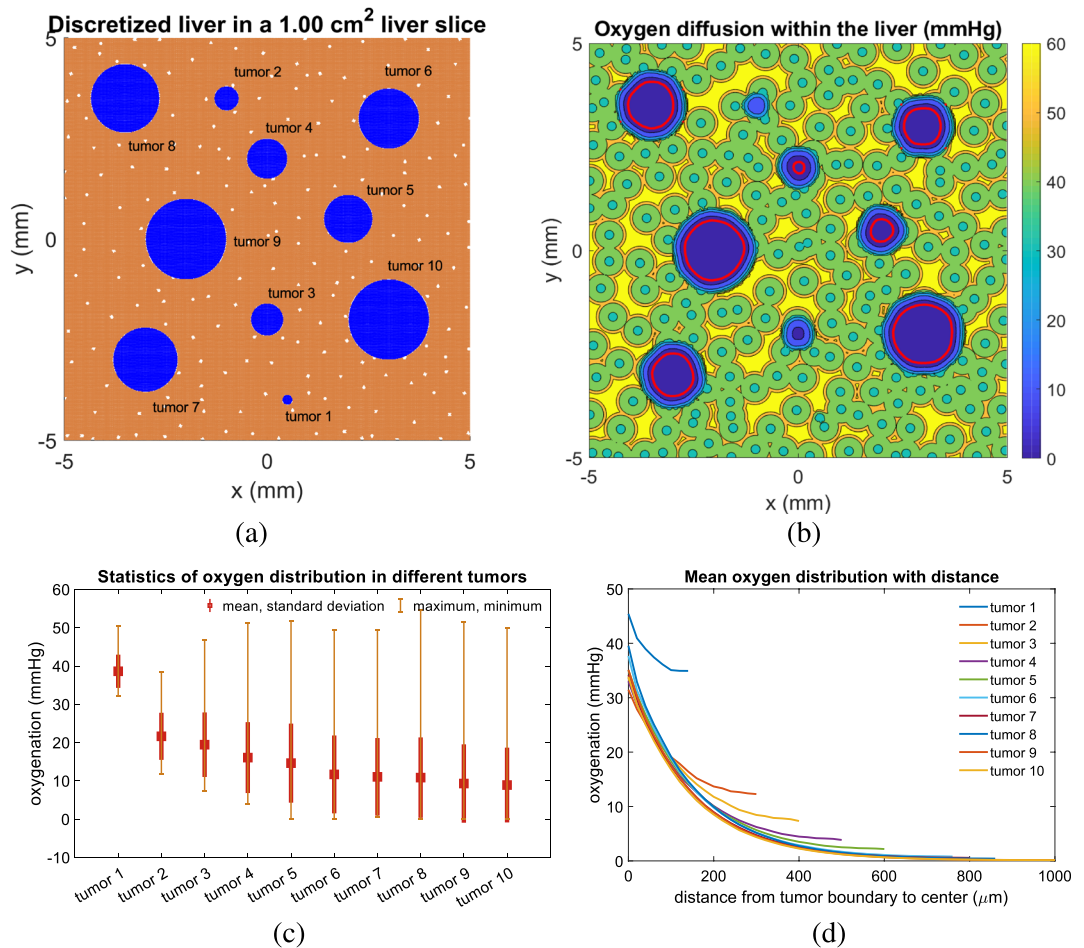 Discretized liver in a 1.00 cm² liver slice
5
0
-5
y (mm)
tumor 2
tumor 6
tumor 4
tumor 8
tumor 5
tumor 9
tumor 10
tumor 3
tumor 7
tumor 1
-5
0
5
x (mm)
(a)
Oxygen diffusion within the liver (mmHg)
5
0
-5
y (mm)
-5
0
5
x (mm)
60
50
40
30
20
10
0
(b)
Statistics of oxygen distribution in different tumors
mean, standard deviation
maximum, minimum
60
50
40
30
20
10
0
-10
oxygenation (mmHg)
tumor 1
tumor 2
tumor 3
tumor 4
tumor 5
tumor 6
tumor 7
tumor 8
tumor 9
tumor 10
(c)
Mean oxygen distribution with distance
50
40
30
20
10
0
oxygenation (mmHg)
tumor 1
tumor 2
tumor 3
tumor 4
tumor 5
tumor 6
tumor 7
tumor 8
tumor 9
tumor 10
0
200
400
600
800
1000
distance from tumor boundary to center (μm)
(d)